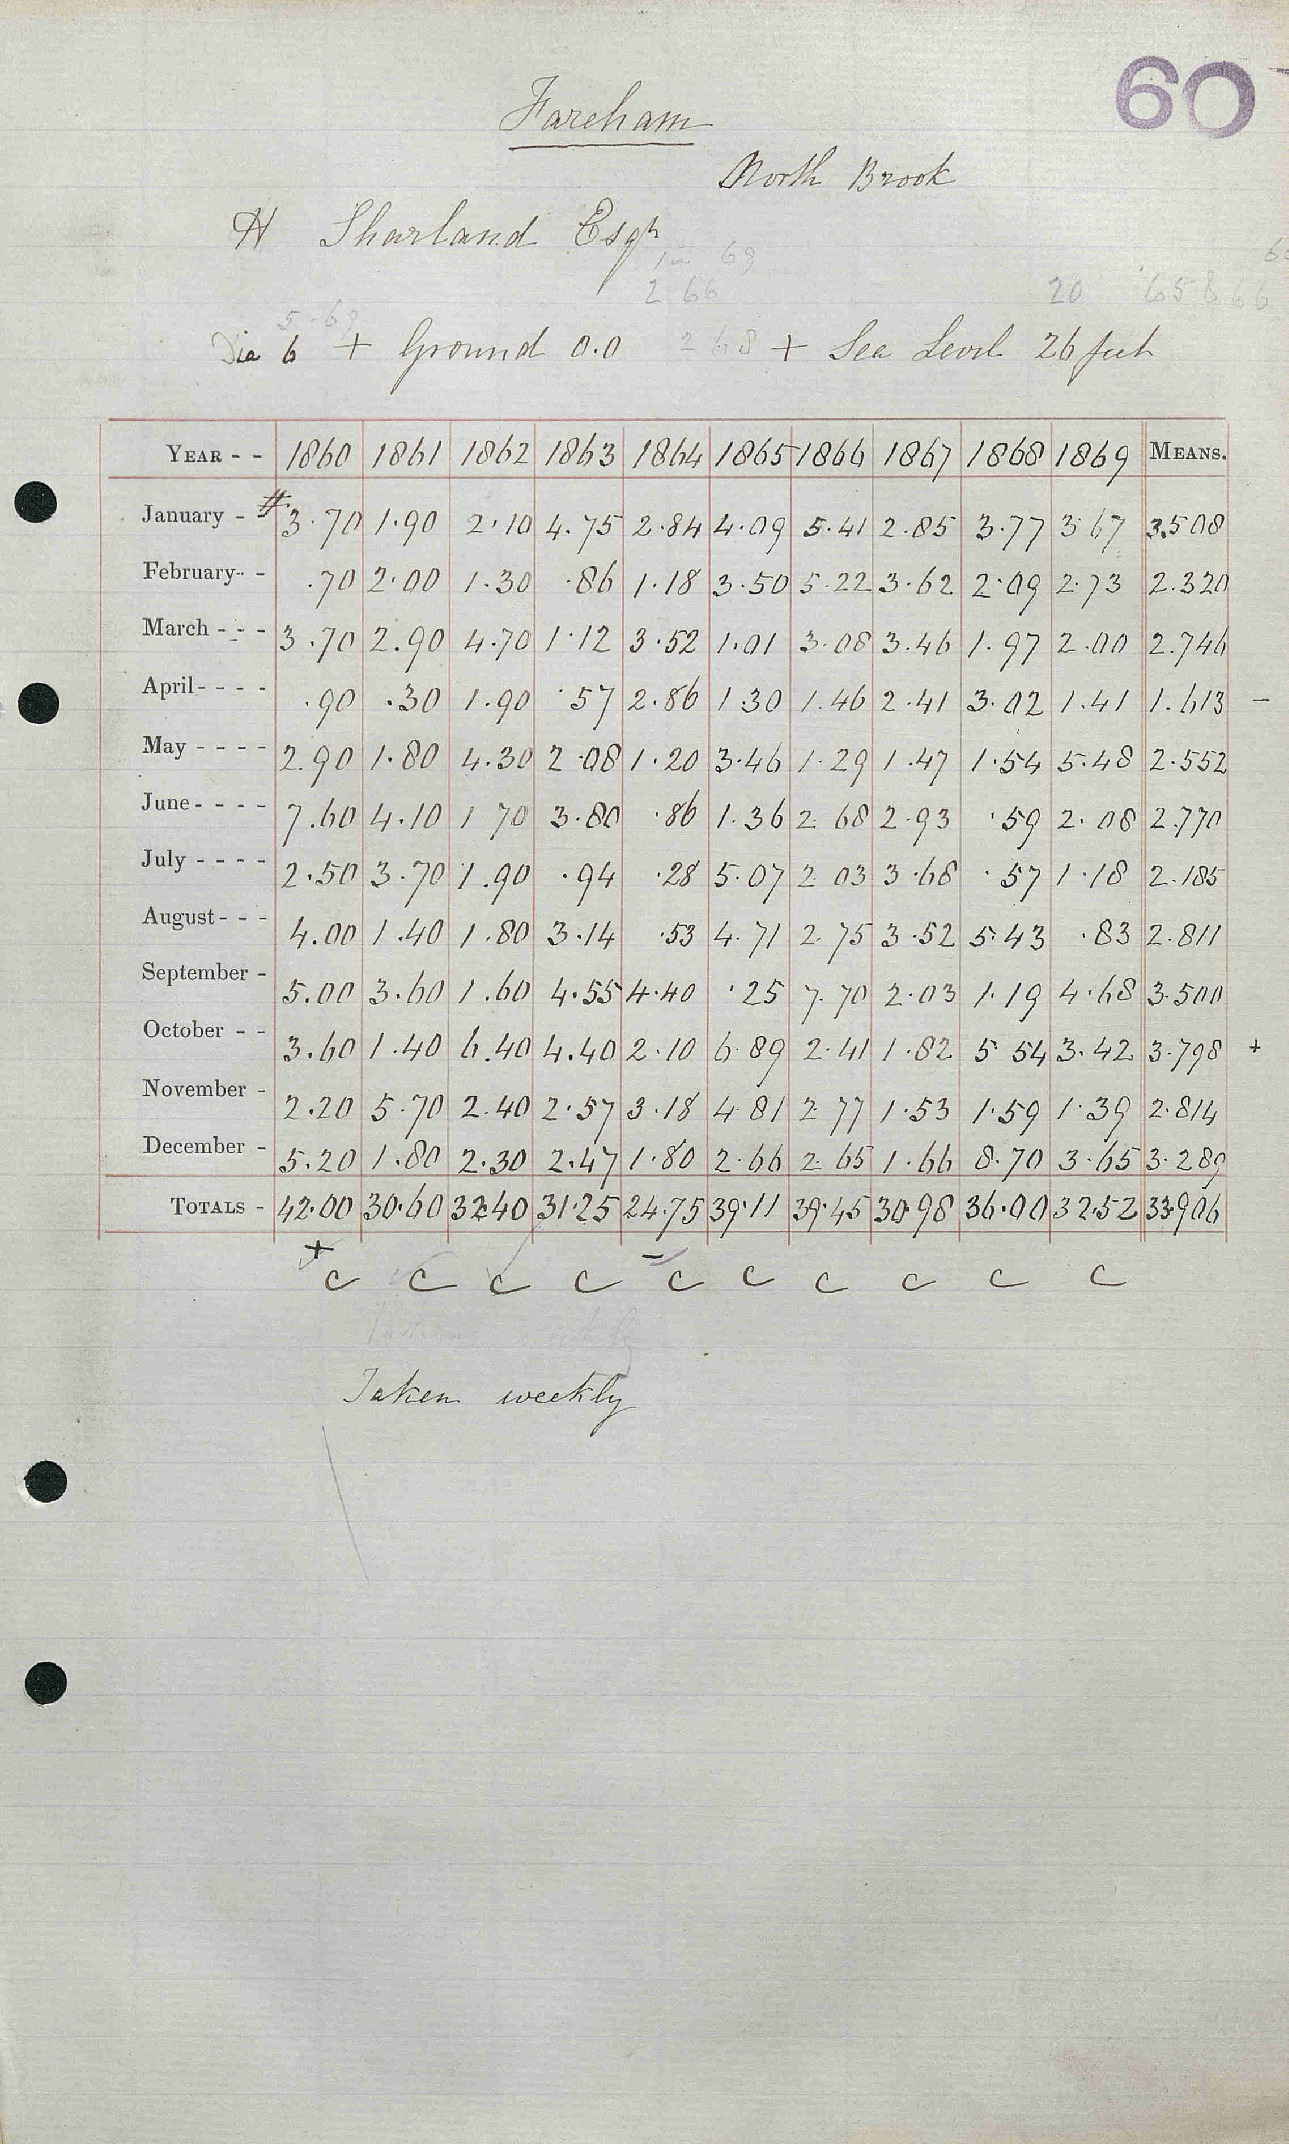 60
Fareham
North Brook
H Sharland Esqr
1in 69
2 66
20 '65 & 66
5-69
Dia 6 + Ground 0.0 268 + Sea Level 26 feet
YEAR - - 1860 1861 1862 1863 1864 1865 1866 1867 1868 1869 MEANS.
January - # 3.70 1.90 2.10 4.75 2.84 4.09 5.41 2.85 3.77 3.67 3.508
February - - .70 2.00 1.30 .86 1.18 3.50 5.22 3.62 2.09 2.73 2.320
March - - - 3.70 2.90 4.70 1.12 3.52 1.01 3.08 3.46 1.97 2.00 2.746
April - - - - .90 .30 1.90 .57 2.86 1.30 1.46 2.41 3.02 1.41 1.613 -
May - - - - 2.90 1.80 4.30 2.08 1.20 3.46 1.29 1.47 1.54 5.48 2.552
June - - - - 7.60 4.10 1.70 3.80 .86 1.36 2.68 2.93 .59 2.08 2.770
July - - - - 2.50 3.70 1.90 .94 .28 5.07 2.03 3.68 .57 1.18 2.185
August - - - 4.00 1.40 1.80 3.14 .53 4.71 2.75 3.52 5.43 .83 2.811
September - 5.00 3.60 1.60 4.55 4.40 .25 7.70 2.03 1.19 4.68 3.500
October - - 3.60 1.40 6.40 4.40 2.10 6.89 2.41 1.82 5.54 3.42 3.798 +
November - 2.20 5.70 2.40 2.57 3.18 4.81 2.77 1.53 1.59 1.39 2.814
December - 5.20 1.80 2.30 2.47 1.80 2.66 2.65 1.66 8.70 3.65 3.289
TOTALS - 42.00 30.60 32.40 31.25 24.75 39.11 39.45 30.98 36.00 32.52 33.906
+ -
c c c c c c c c c c
Taken weekly